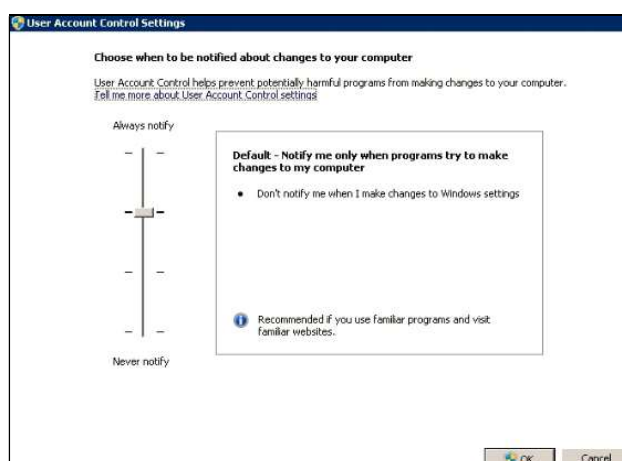 User Account Control Settings
Choose when to be notified about changes to your computer
User Account Control helps prevent potentially harmful programs from making changes to your computer.
Tell me more about User Account Control settings
Always notify
Default - Notify me only when programs try to make
changes to my computer
• Don't notify me when I make changes to Windows settings
Recommended if you use familiar programs and visit
familiar websites.
Never notify
OK Cancel